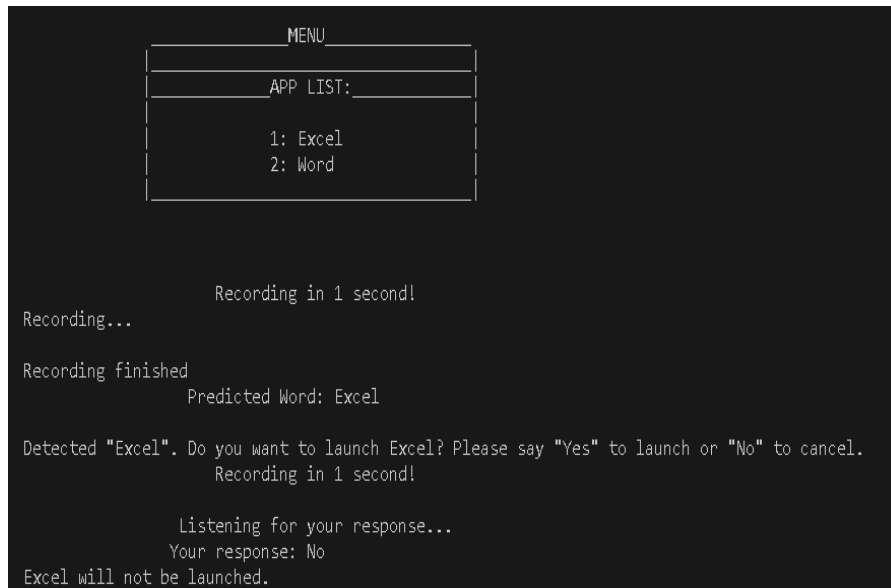 MENU
APP LIST:
1: Excel
2: Word
Recording in 1 second!
Recording...
Recording finished
Predicted Word: Excel
Detected "Excel". Do you want to launch Excel? Please say "Yes" to launch or "No" to cancel.
Recording in 1 second!
Listening for your response...
Your response: No
Excel will not be launched.